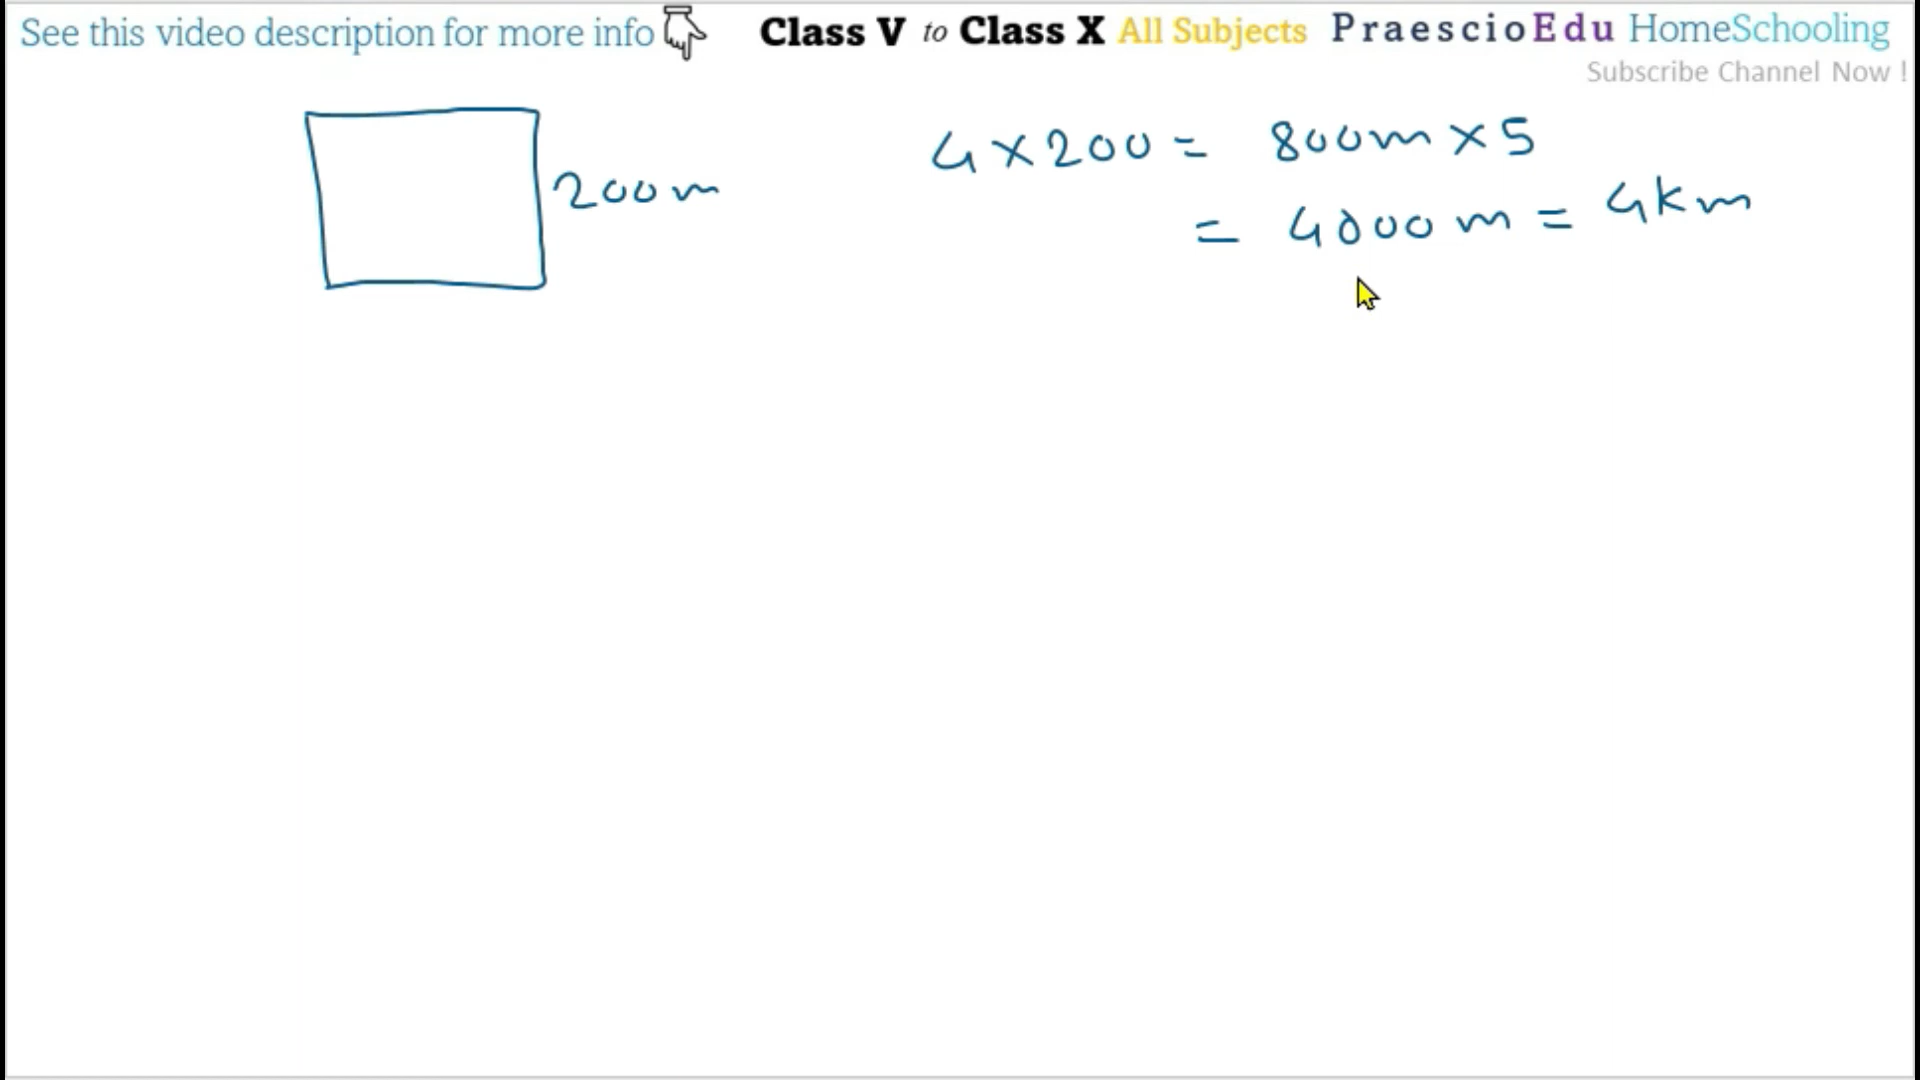 See this video description for more info Class V to Class X All Subjects PraescioEdu HomeSchooling
Subscribe Channel Now !
200m
4 × 200 = 800m × 5
= 4000 m = 4km